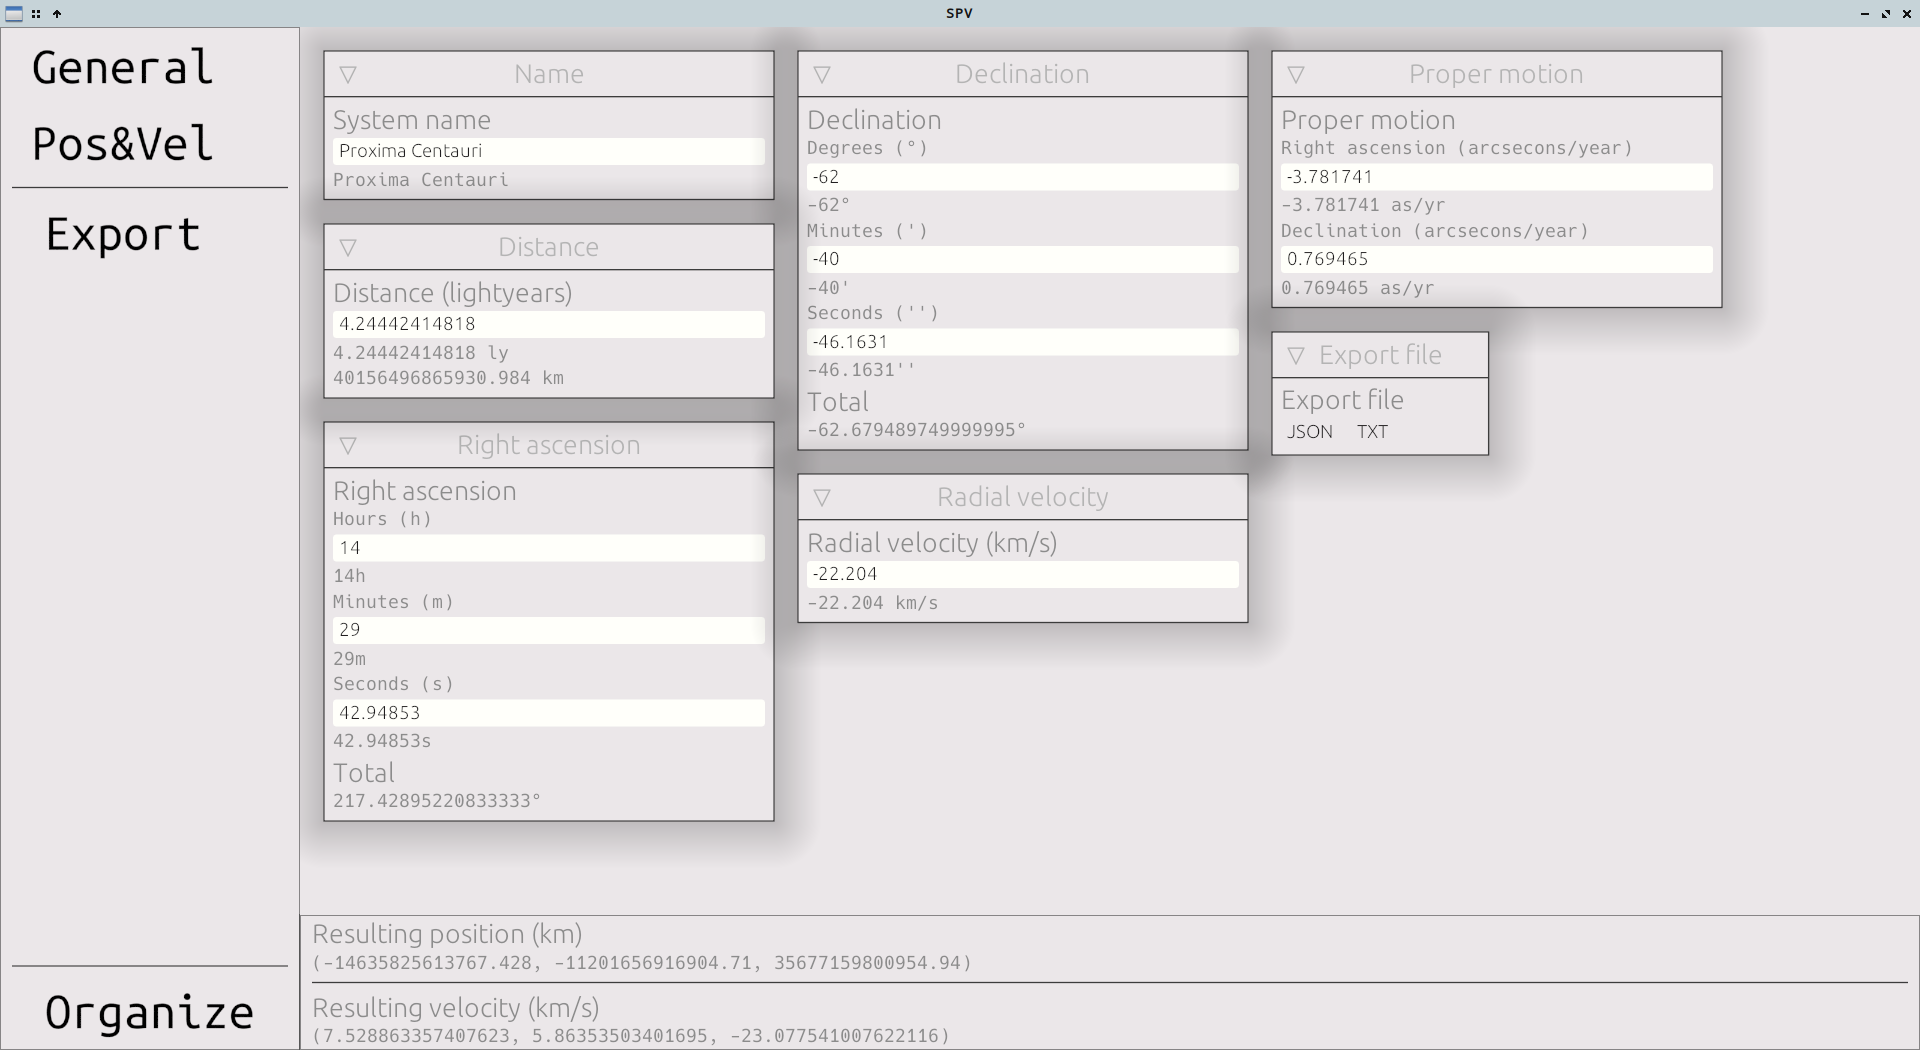 SPV
General
Pos&Vel
Export
Organize
Name
System name
Proxima Centauri
Proxima Centauri
Distance
Distance (lightyears)
4.24442414818
4.24442414818 ly
40156496865930.984 km
Right ascension
Right ascension
Hours (h)
14
14h
Minutes (m)
29
29m
Seconds (s)
42.94853
42.94853s
Total
217.42895220833333°
Declination
Declination
Degrees (°)
-62
-62°
Minutes (')
-40
-40'
Seconds ('')
-46.1631
-46.1631''
Total
-62.679489749999995°
Radial velocity
Radial velocity (km/s)
-22.204
-22.204 km/s
Proper motion
Proper motion
Right ascension (arcsecons/year)
-3.781741
-3.781741 as/yr
Declination (arcsecons/year)
0.769465
0.769465 as/yr
Export file
Export file
JSON TXT
Resulting position (km)
(-14635825613767.428, -11201656916904.71, 35677159800954.94)
Resulting velocity (km/s)
(7.528863357407623, 5.86353503401695, -23.077541007622116)